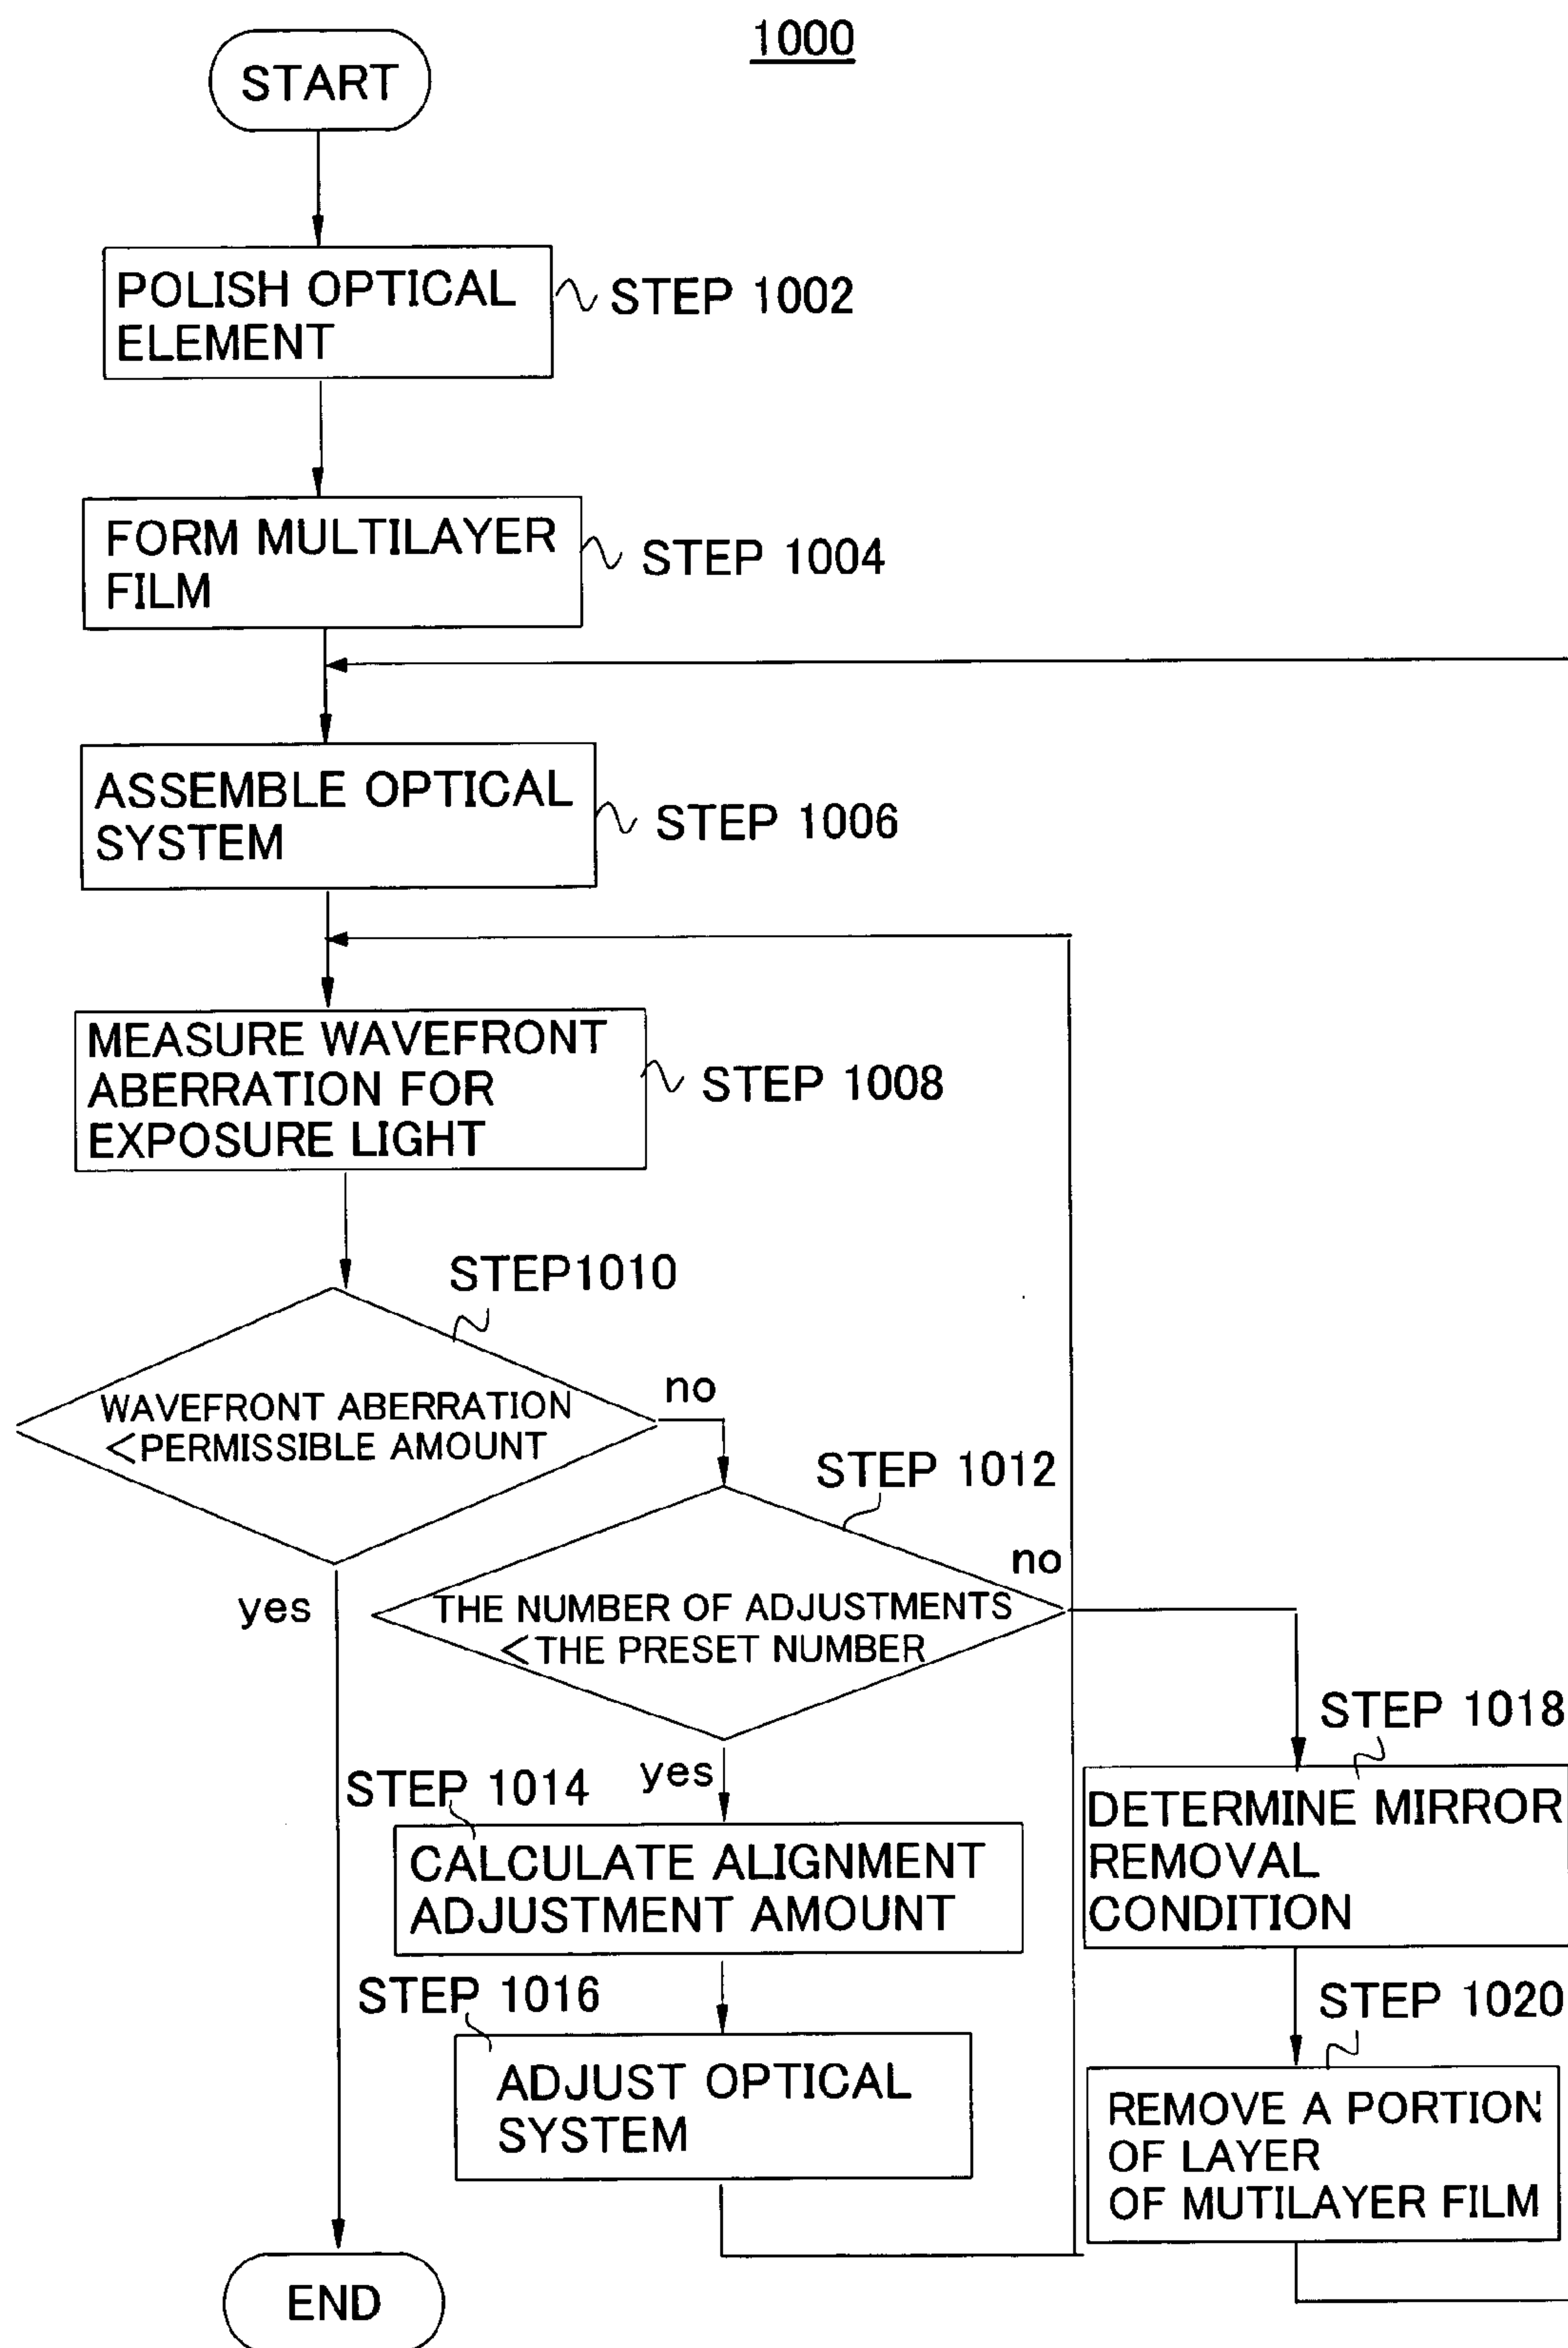 1000
START
POLISH OPTICAL
ELEMENT
STEP 1002
FORM MULTILAYER
FILM
STEP 1004
ASSEMBLE OPTICAL
SYSTEM
STEP 1006
MEASURE WAVEFRONT
ABERRATION FOR
EXPOSURE LIGHT
STEP 1008
STEP1010
WAVEFRONT ABERRATION
<PERMISSIBLE AMOUNT
no
yes
STEP 1012
THE NUMBER OF ADJUSTMENTS
<THE PRESET NUMBER
no
yes
STEP 1014
CALCULATE ALIGNMENT
ADJUSTMENT AMOUNT
STEP 1016
ADJUST OPTICAL
SYSTEM
STEP 1018
DETERMINE MIRROR
REMOVAL
CONDITION
STEP 1020
REMOVE A PORTION
OF LAYER
OF MUTILAYER FILM
END